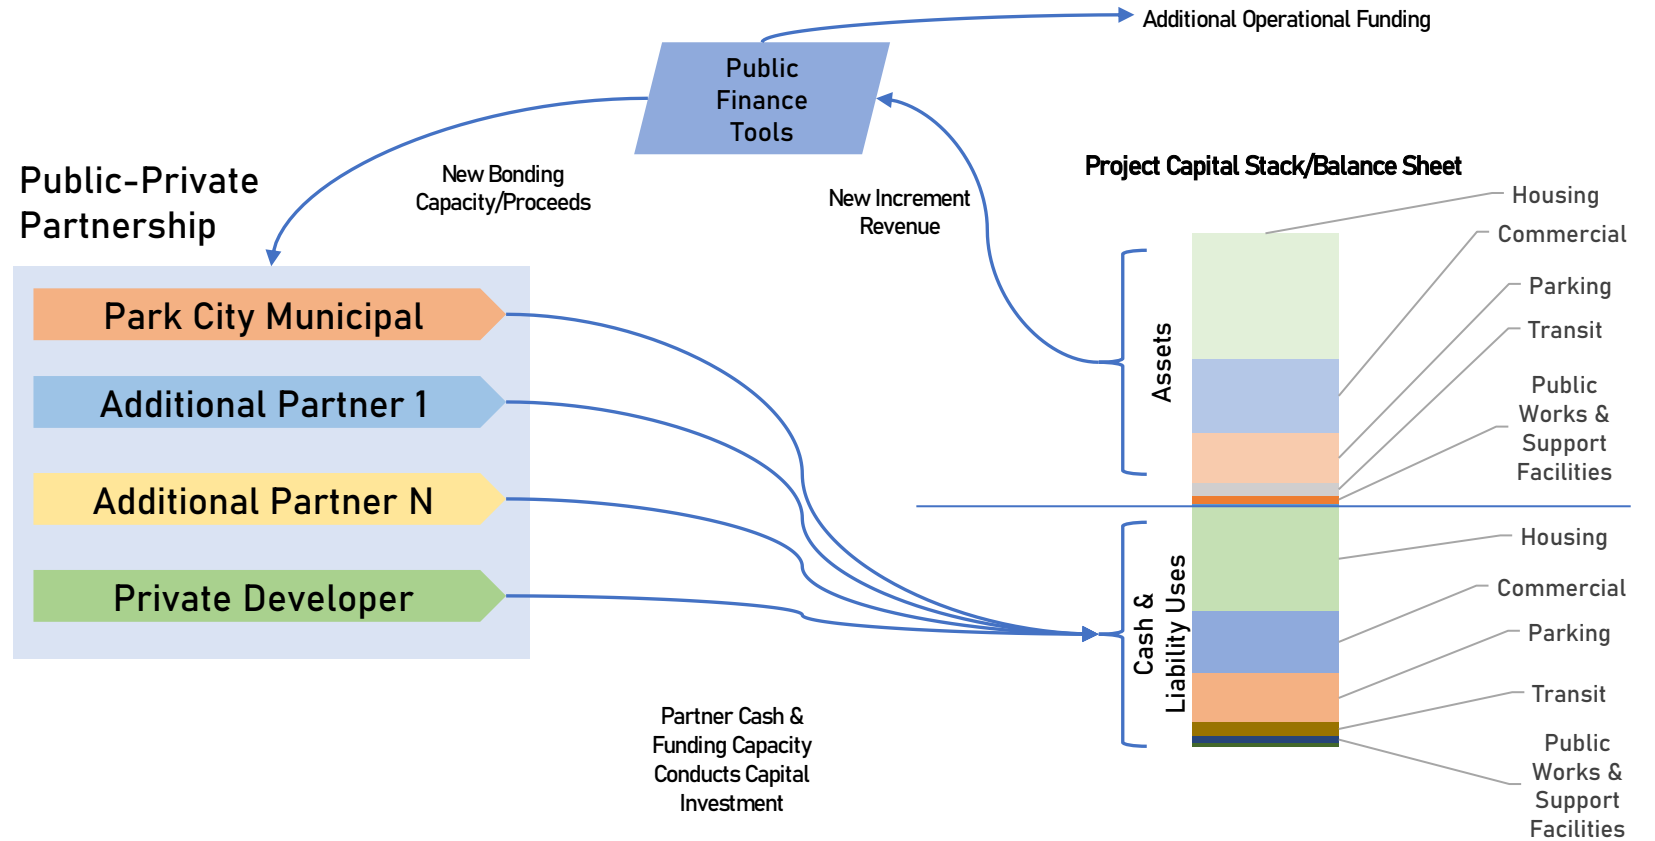 Additional Operational Funding
Public
Finance
Tools
Public-Private
Partnership
New Bonding
Capacity/Proceeds
New Increment
Revenue
Project Capital Stack/Balance Sheet
Park City Municipal
Additional Partner 1
Additional Partner N
Private Developer
Assets
Housing
Commercial
Parking
Transit
Public
Works &
Support
Facilities
Cash &
Liability Uses
Housing
Commercial
Parking
Transit
Public
Works &
Support
Facilities
Partner Cash &
Funding Capacity
Conducts Capital
Investment